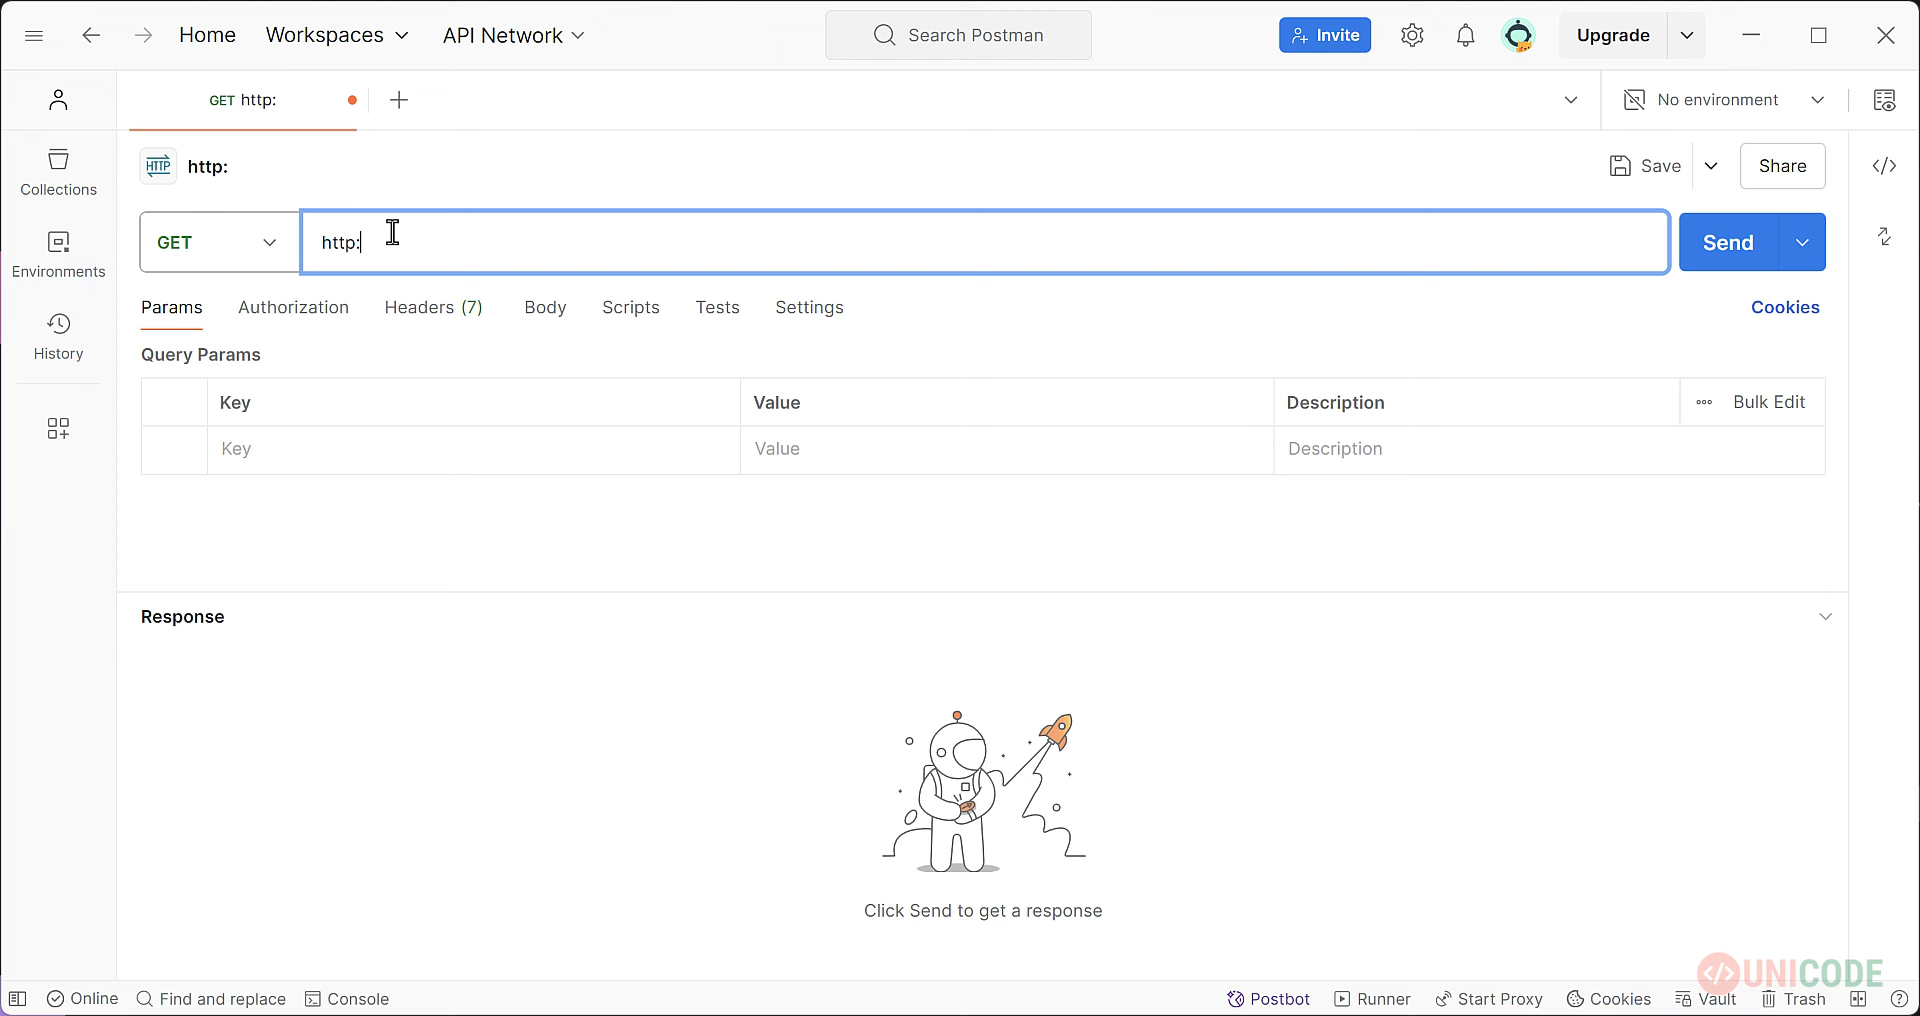 Home Workspaces API Network Search Postman Invite Upgrade
GET http: No environment
HTTP http: Save Share
Collections
GET http: Send
Environments
Params Authorization Headers (7) Body Scripts Tests Settings Cookies
History
Query Params
Key Value Description Bulk Edit
Key Value Description
Response
Click Send to get a response
UNICODE
Online Find and replace Console Postbot Runner Start Proxy Cookies Vault Trash